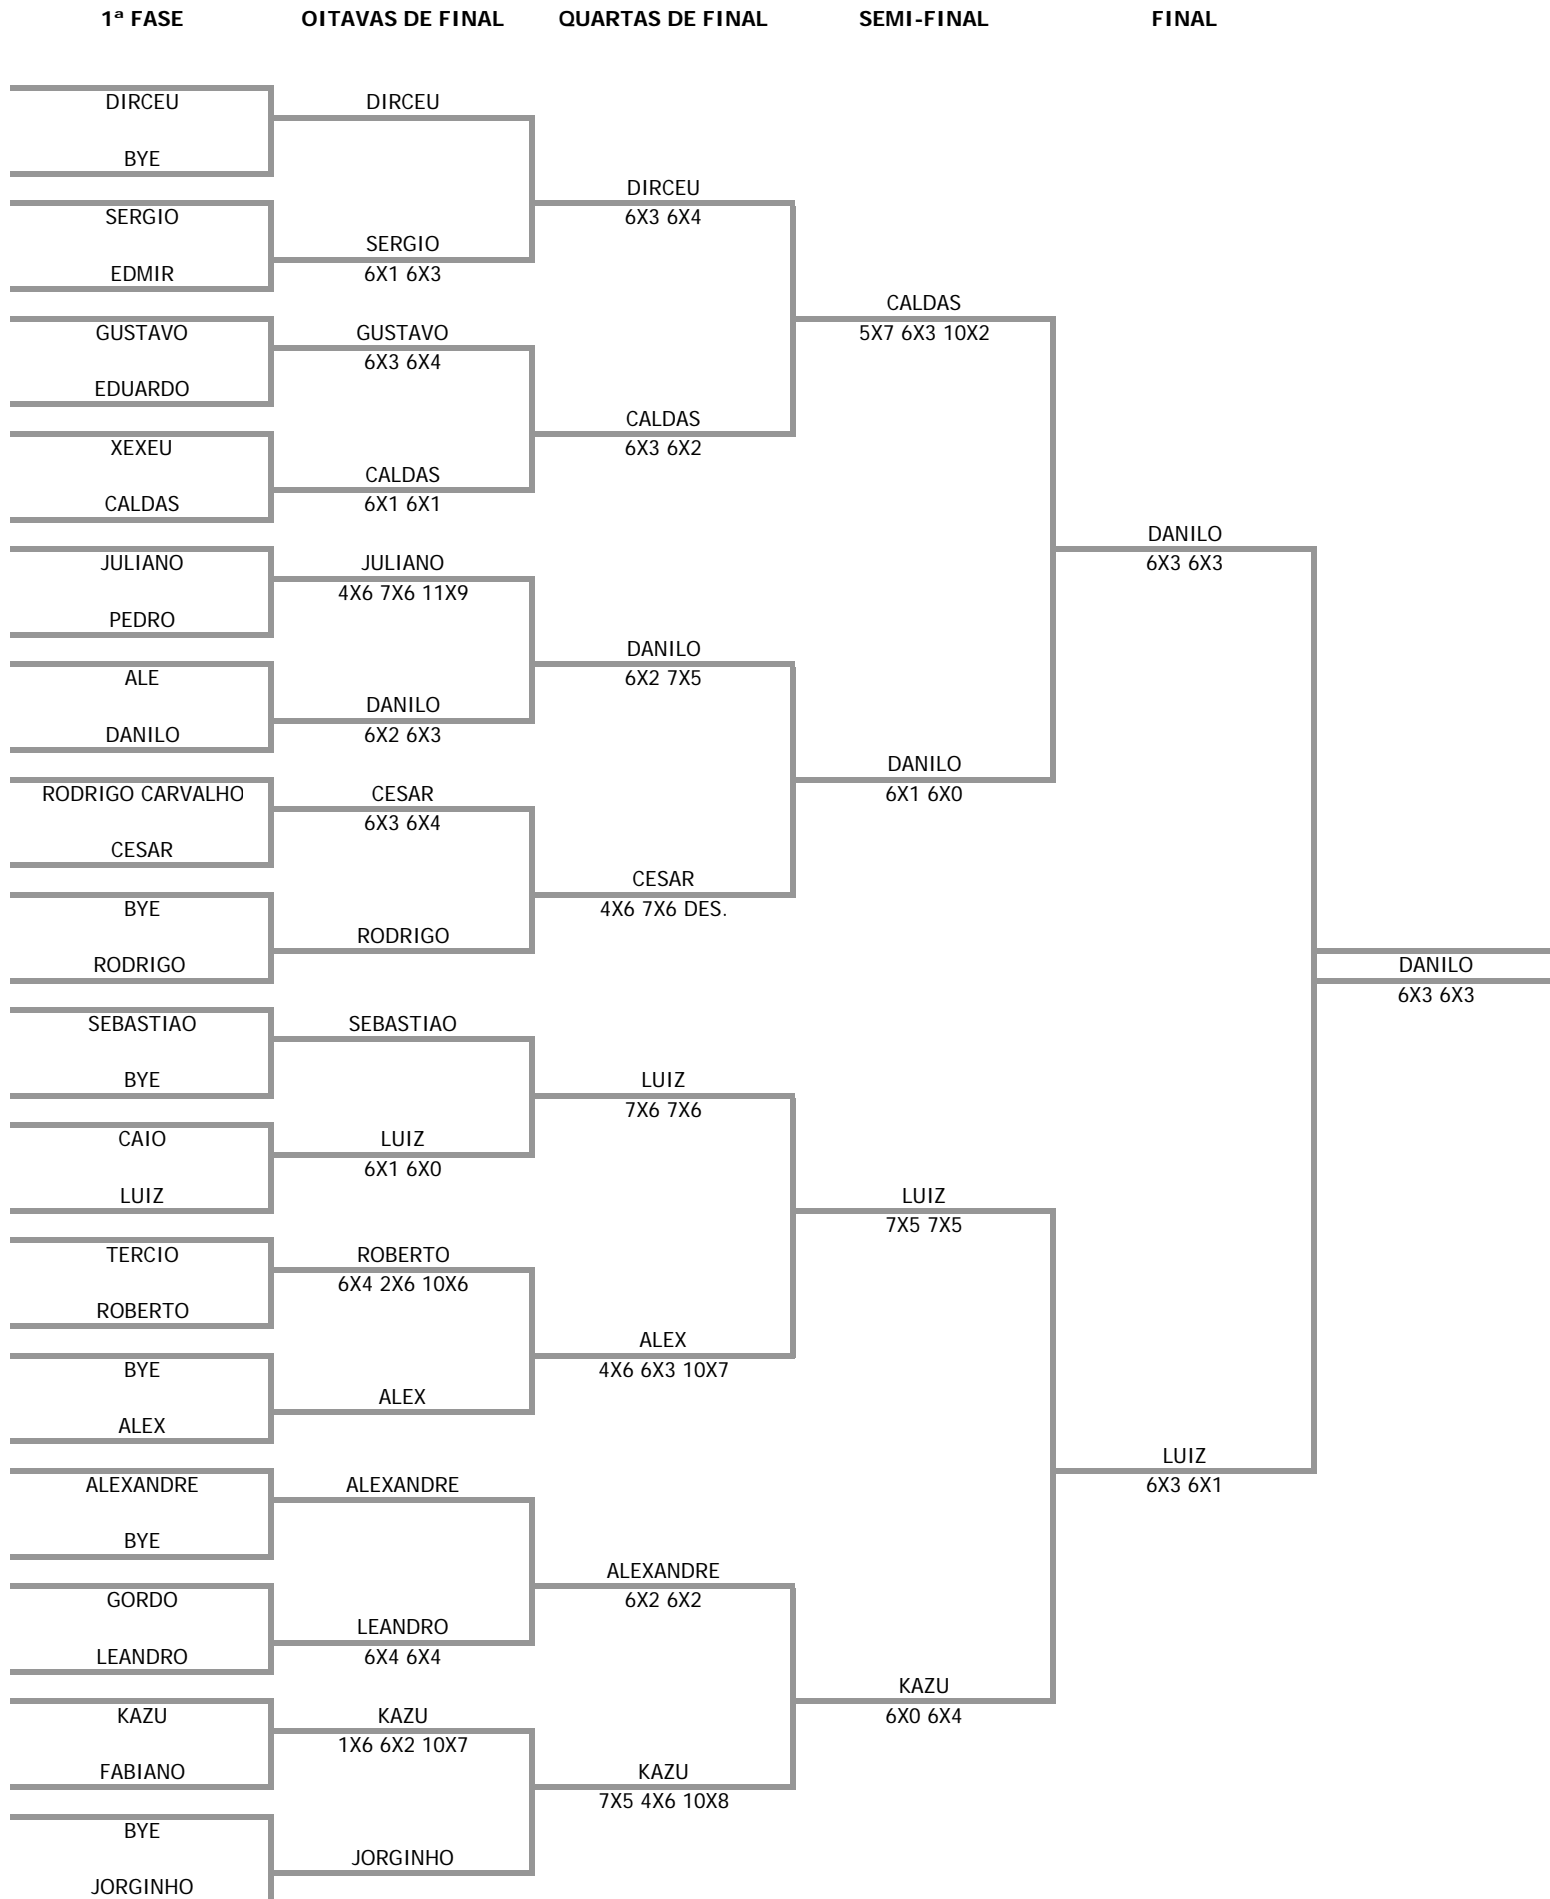 1ª FASE OITAVAS DE FINAL QUARTAS DE FINAL SEMI-FINAL FINAL
DIRCEU DIRCEU
BYE
DIRCEU
SERGIO 6X3 6X4
SERGIO
EDMIR 6X1 6X3
CALDAS
GUSTAVO GUSTAVO 5X7 6X3 10X2
6X3 6X4
EDUARDO
CALDAS
XEXEU 6X3 6X2
CALDAS
CALDAS 6X1 6X1
DANILO
JULIANO JULIANO 6X3 6X3
4X6 7X6 11X9
PEDRO
DANILO
ALE 6X2 7X5
DANILO
DANILO 6X2 6X3
DANILO
RODRIGO CARVALHO CESAR 6X1 6X0
6X3 6X4
CESAR
CESAR
BYE 4X6 7X6 DES.
RODRIGO
RODRIGO DANILO
6X3 6X3
SEBASTIAO SEBASTIAO
BYE LUIZ
7X6 7X6
CAIO LUIZ
6X1 6X0
LUIZ LUIZ
7X5 7X5
TERCIO ROBERTO
6X4 2X6 10X6
ROBERTO
ALEX
BYE 4X6 6X3 10X7
ALEX
ALEX
LUIZ
ALEXANDRE ALEXANDRE 6X3 6X1
BYE
ALEXANDRE
GORDO 6X2 6X2
LEANDRO
LEANDRO 6X4 6X4
KAZU
KAZU KAZU 6X0 6X4
1X6 6X2 10X7
FABIANO KAZU
7X5 4X6 10X8
BYE
JORGINHO
JORGINHO